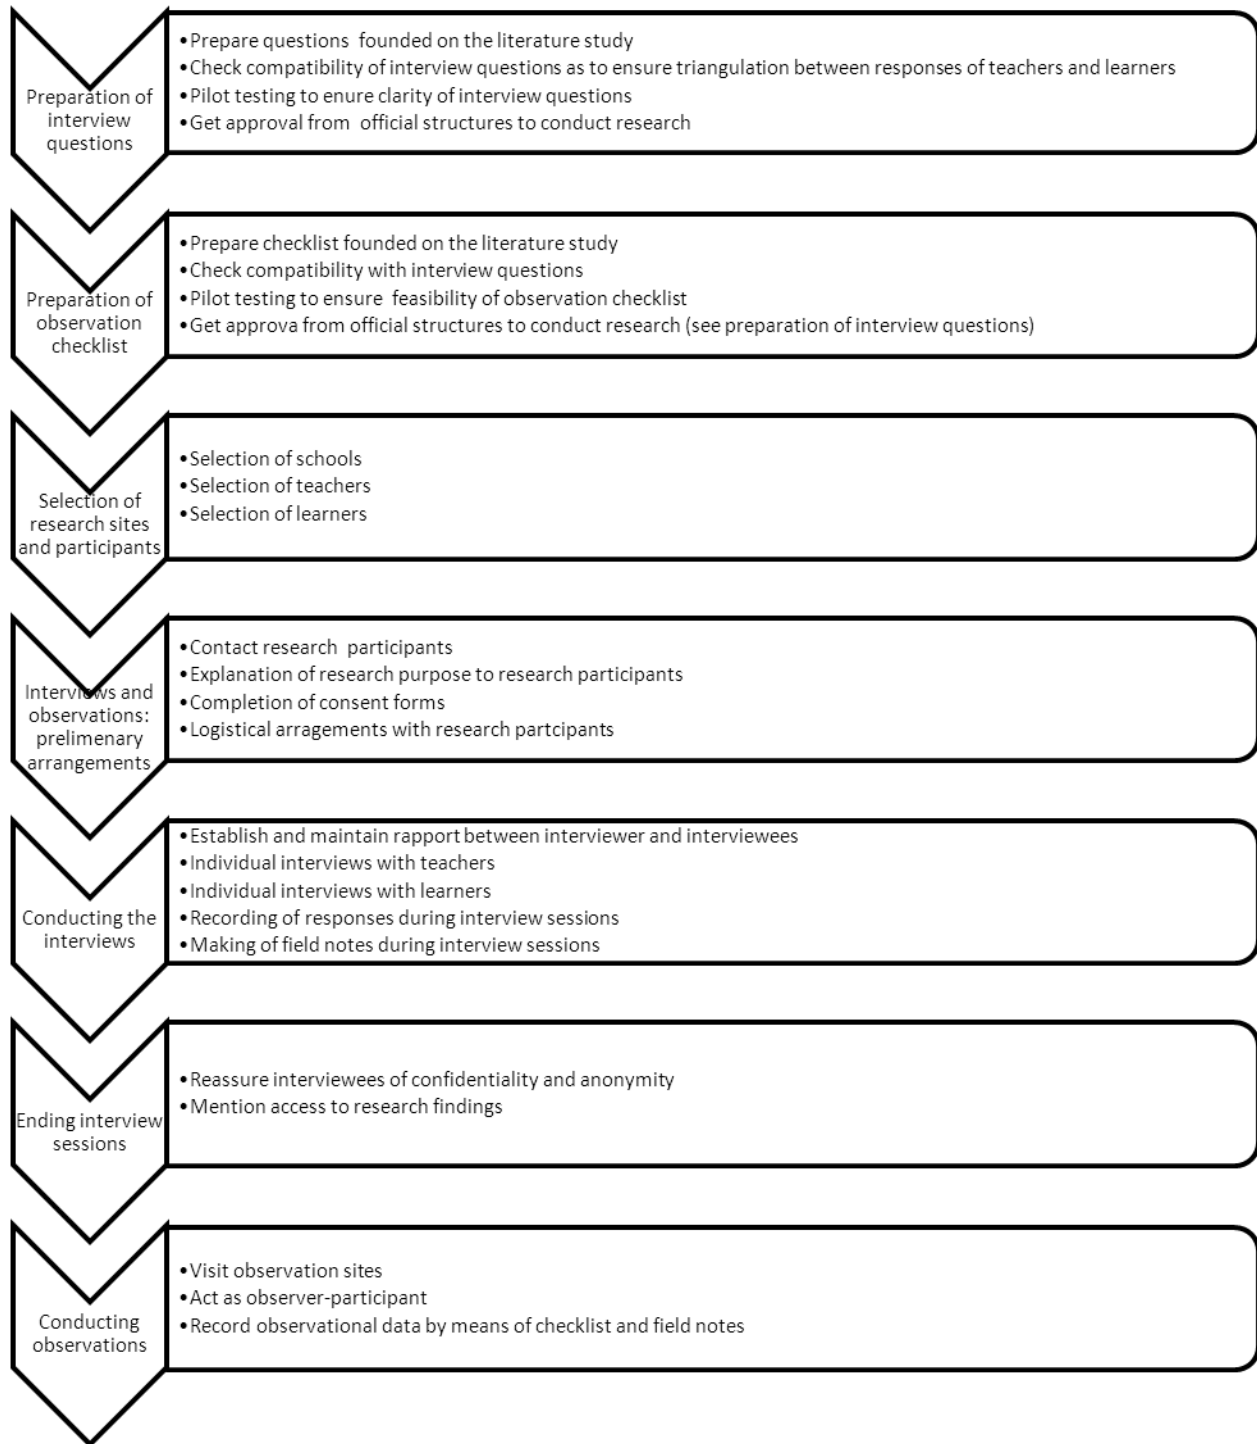 Preparation of
interview
questions
•Prepare questions  founded on the literature study
•Check compatibility of interview questions as to ensure triangulation between responses of teachers and learners
•Pilot testing to enure clarity of interview questions
•Get approval from  official structures to conduct research
Preparation of
observation
checklist
•Prepare checklist founded on the literature study
•Check compatibility with interview questions
•Pilot testing to ensure  feasibility of observation checklist
•Get approva from official structures to conduct research (see preparation of interview questions)
Selection of
research sites
and participants
•Selection of schools
•Selection of teachers
•Selection of learners
Interviews and
observations:
prelimenary
arrangements
•Contact research  participants
•Explanation of research purpose to research participants
•Completion of consent forms
•Logistical arragements with research partcipants
Conducting the
interviews
•Establish and maintain rapport between interviewer and interviewees
•Individual interviews with teachers
•Individual interviews with learners
•Recording of responses during interview sessions
•Making of field notes during interview sessions
Ending interview
sessions
•Reassure interviewees of confidentiality and anonymity
•Mention access to research findings
Conducting
observations
•Visit observation sites
•Act as observer-participant
•Record observational data by means of checklist and field notes